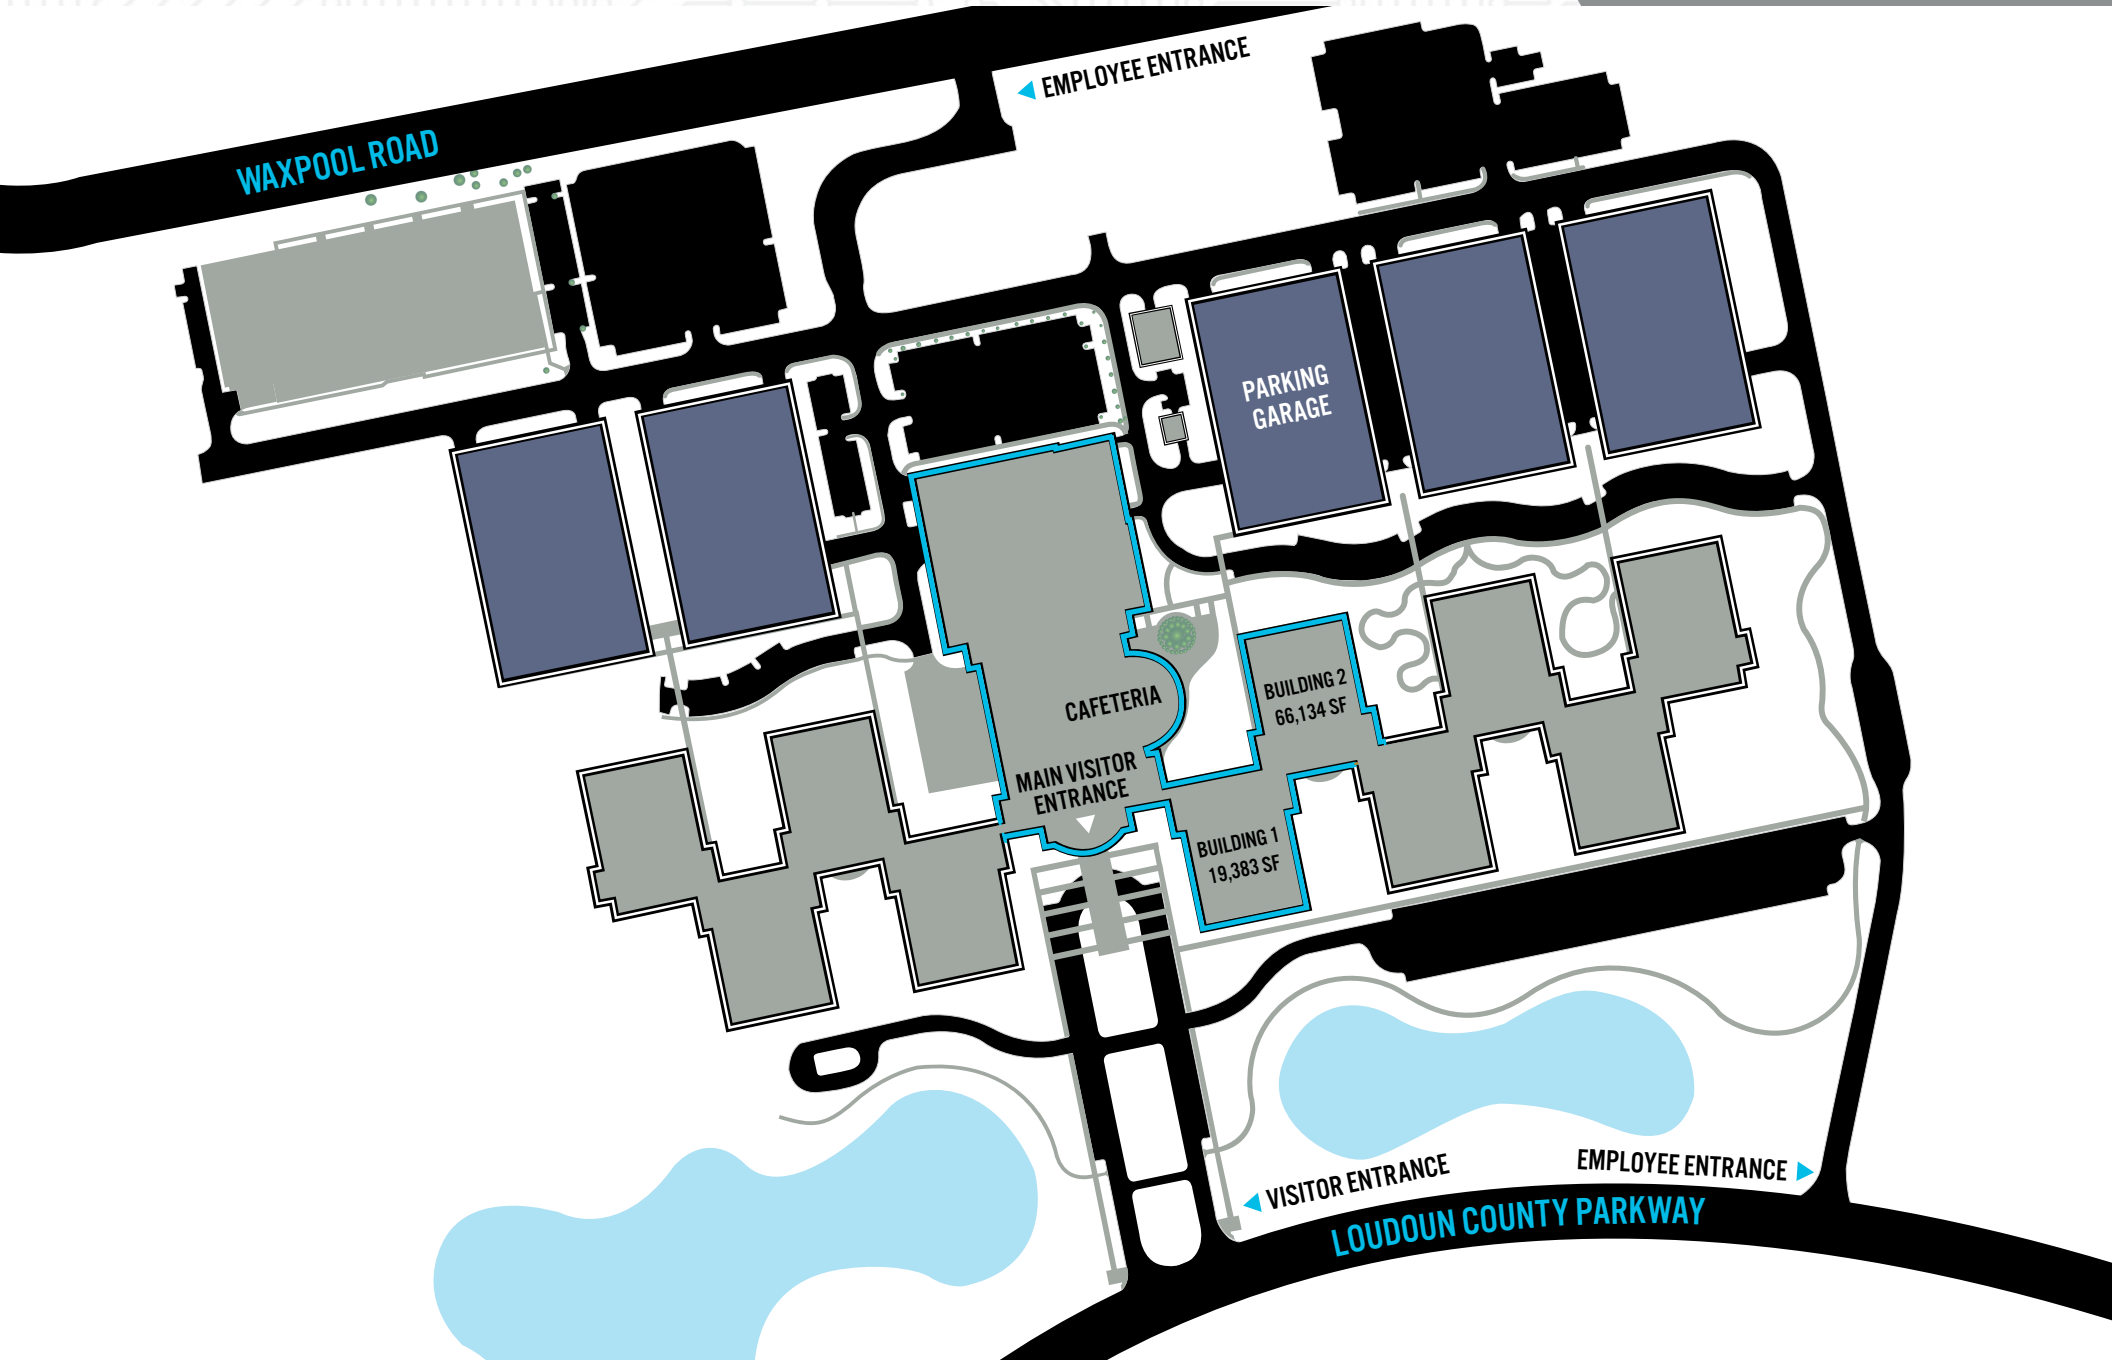 EMPLOYEE ENTRANCE
WAXPOOL ROAD
PARKING
GARAGE
CAFETERIA
BUILDING 2
66,134 SF
MAIN VISITOR
ENTRANCE
BUILDING 1
19,383 SF
VISITOR ENTRANCE
EMPLOYEE ENTRANCE
LOUDOUN COUNTY PARKWAY